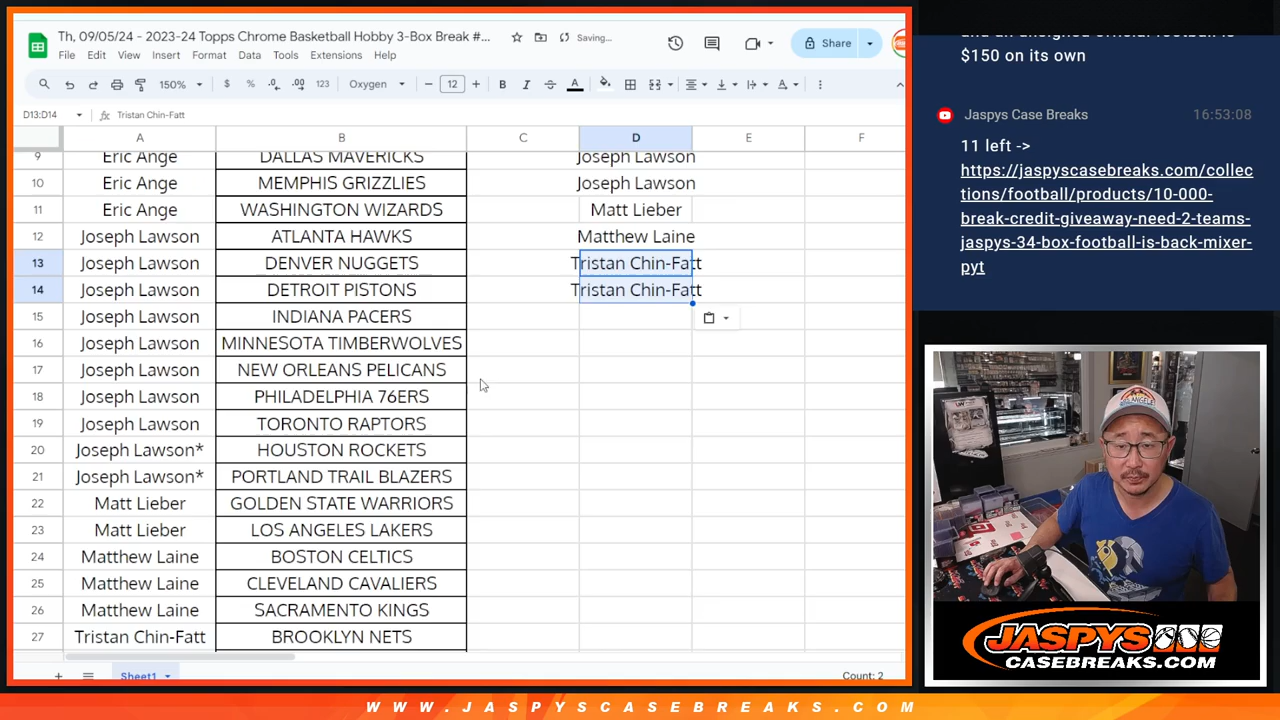 and an unsigned official football is
$150 on its own
Th, 09/05/24 - 2023-24 Topps Chrome Basketball Hobby 3-Box Break #...
Saving...
Share
File Edit View Insert Format Data Tools Extensions Help
150% $ % .0 .00 123 Oxygen 12
D13:D14 fx Tristan Chin-Fatt
A B C D E F
9 Eric Ange DALLAS MAVERICKS Joseph Lawson
10 Eric Ange MEMPHIS GRIZZLIES Joseph Lawson
11 Eric Ange WASHINGTON WIZARDS Matt Lieber
12 Joseph Lawson ATLANTA HAWKS Matthew Laine
13 Joseph Lawson DENVER NUGGETS Tristan Chin-Fatt
14 Joseph Lawson DETROIT PISTONS Tristan Chin-Fatt
15 Joseph Lawson INDIANA PACERS
16 Joseph Lawson MINNESOTA TIMBERWOLVES
17 Joseph Lawson NEW ORLEANS PELICANS
18 Joseph Lawson PHILADELPHIA 76ERS
19 Joseph Lawson TORONTO RAPTORS
20 Joseph Lawson* HOUSTON ROCKETS
21 Joseph Lawson* PORTLAND TRAIL BLAZERS
22 Matt Lieber GOLDEN STATE WARRIORS
23 Matt Lieber LOS ANGELES LAKERS
24 Matthew Laine BOSTON CELTICS
25 Matthew Laine CLEVELAND CAVALIERS
26 Matthew Laine SACRAMENTO KINGS
27 Tristan Chin-Fatt BROOKLYN NETS
Sheet1
Count: 2
Jaspys Case Breaks 16:53:08
11 left ->
https://jaspyscasebreaks.com/collec
tions/football/products/10-000-
break-credit-giveaway-need-2-teams-
jaspys-34-box-football-is-back-mixer-
pyt
JASPYS
CASEBREAKS.COM
WWW.JASPYSCASEBREAKS.COM